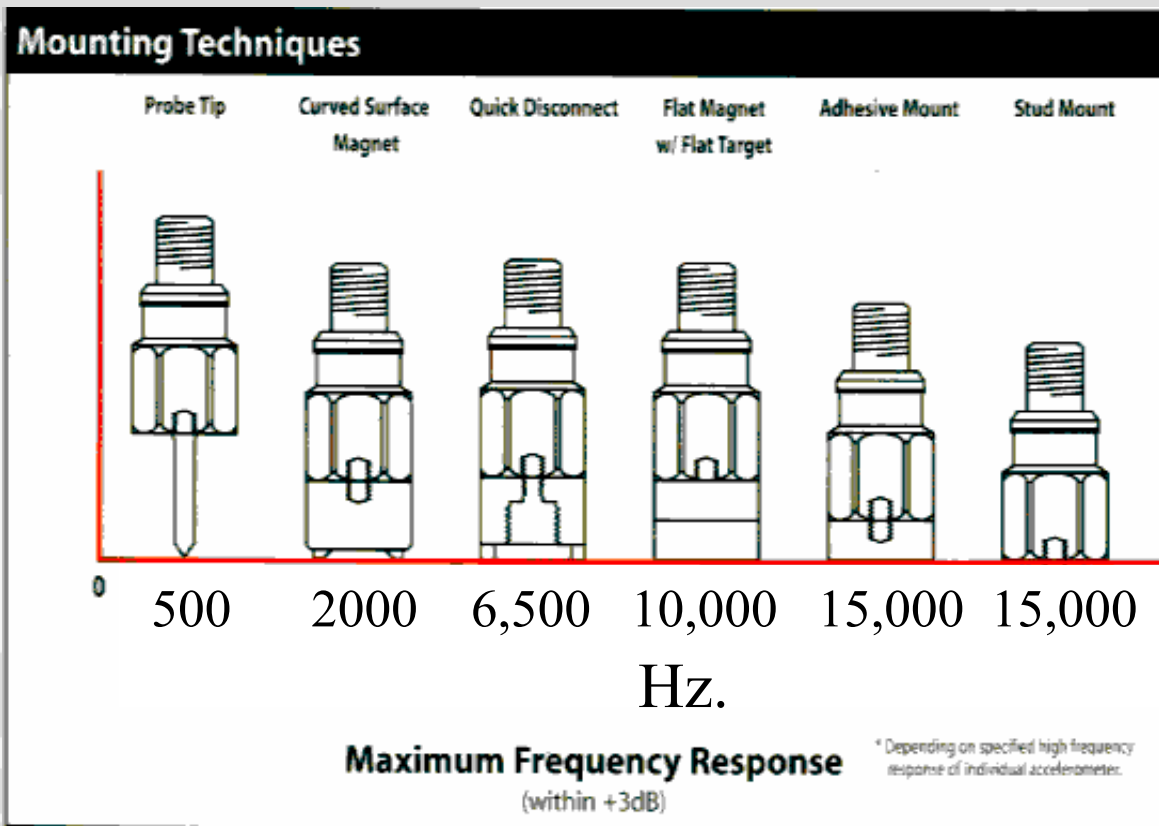 Mounting Techniques
Probe Tip
Curved Surface
Magnet
Quick Disconnect
Flat Magnet
w/ Flat Target
Adhesive Mount
Stud Mount
0
500 2000 6,500 10,000 15,000 15,000
Hz.
Maximum Frequency Response
(within +3dB)
* Depending on specified high frequency
response of individual accelerometer.